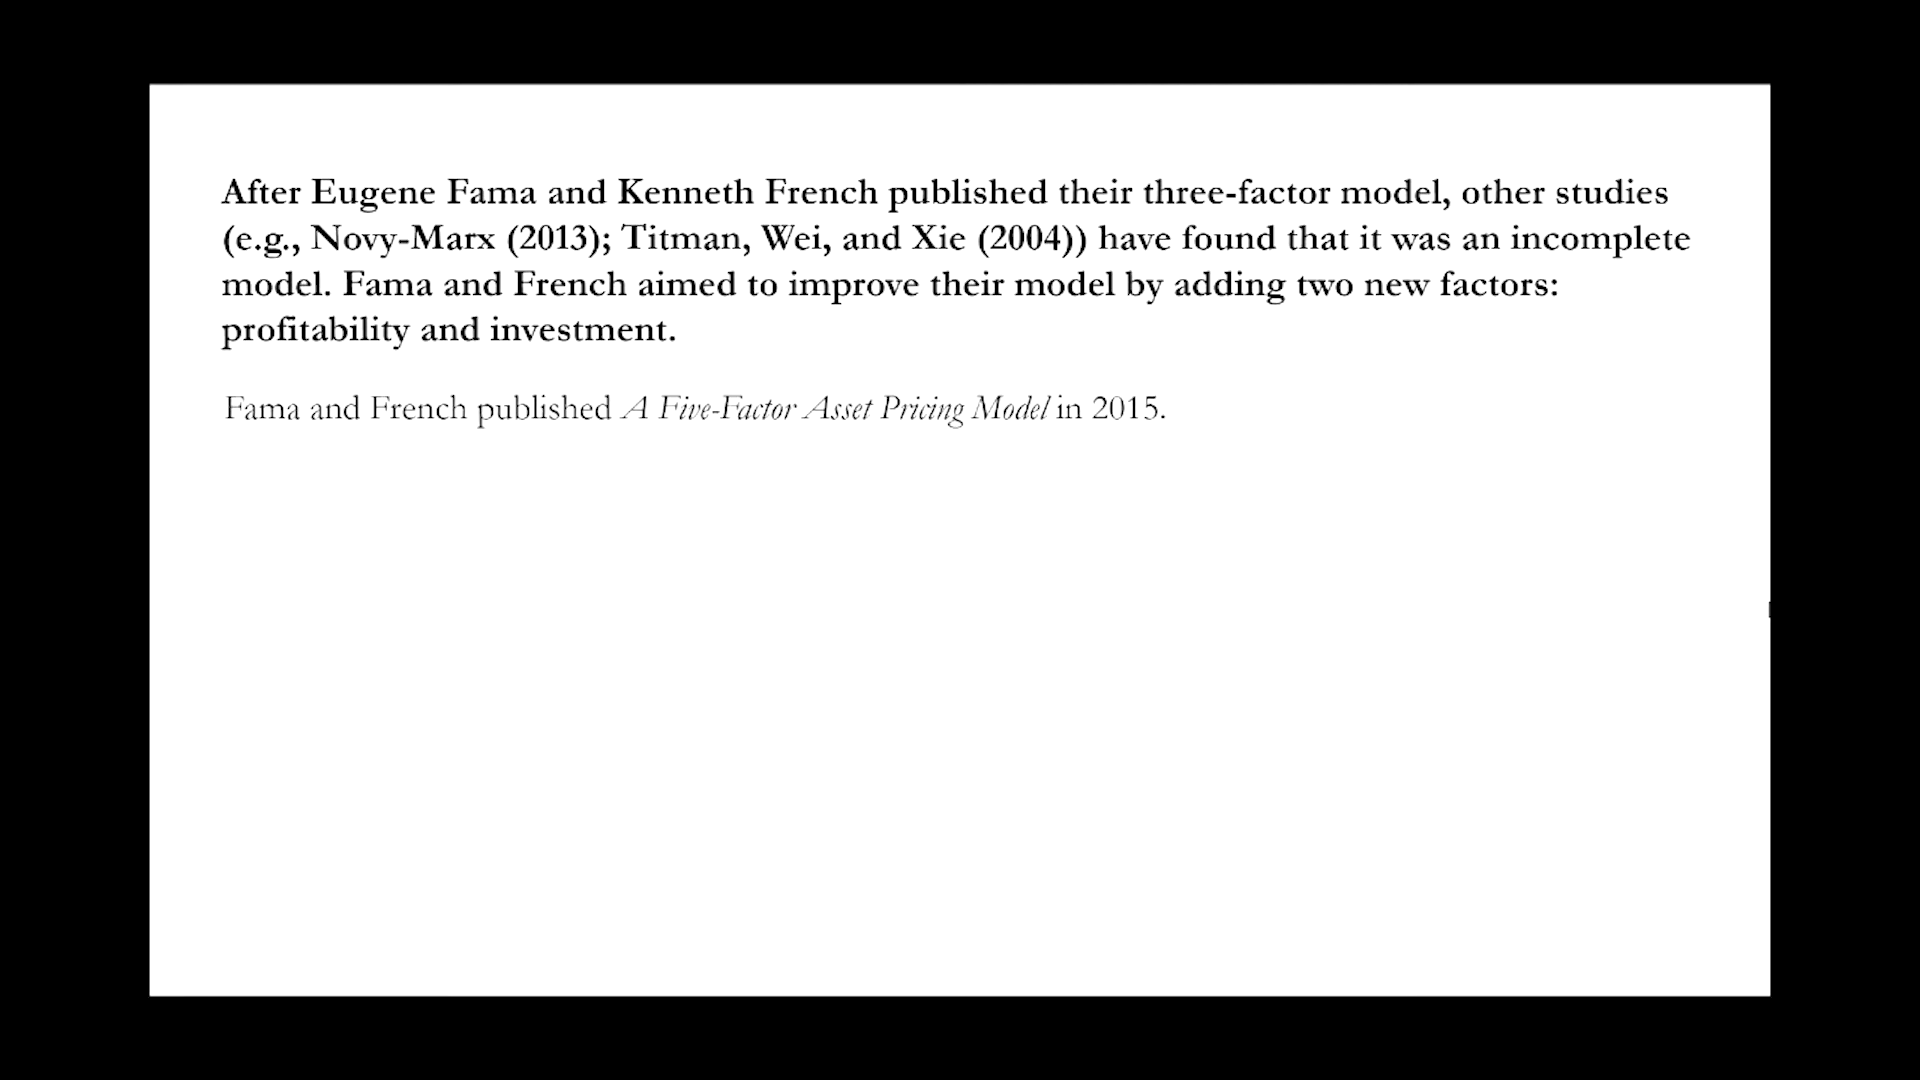 After Eugene Fama and Kenneth French published their three-factor model, other studies
(e.g., Novy-Marx (2013); Titman, Wei, and Xie (2004)) have found that it was an incomplete
model. Fama and French aimed to improve their model by adding two new factors:
profitability and investment.
Fama and French published A Five-Factor Asset Pricing Model in 2015.